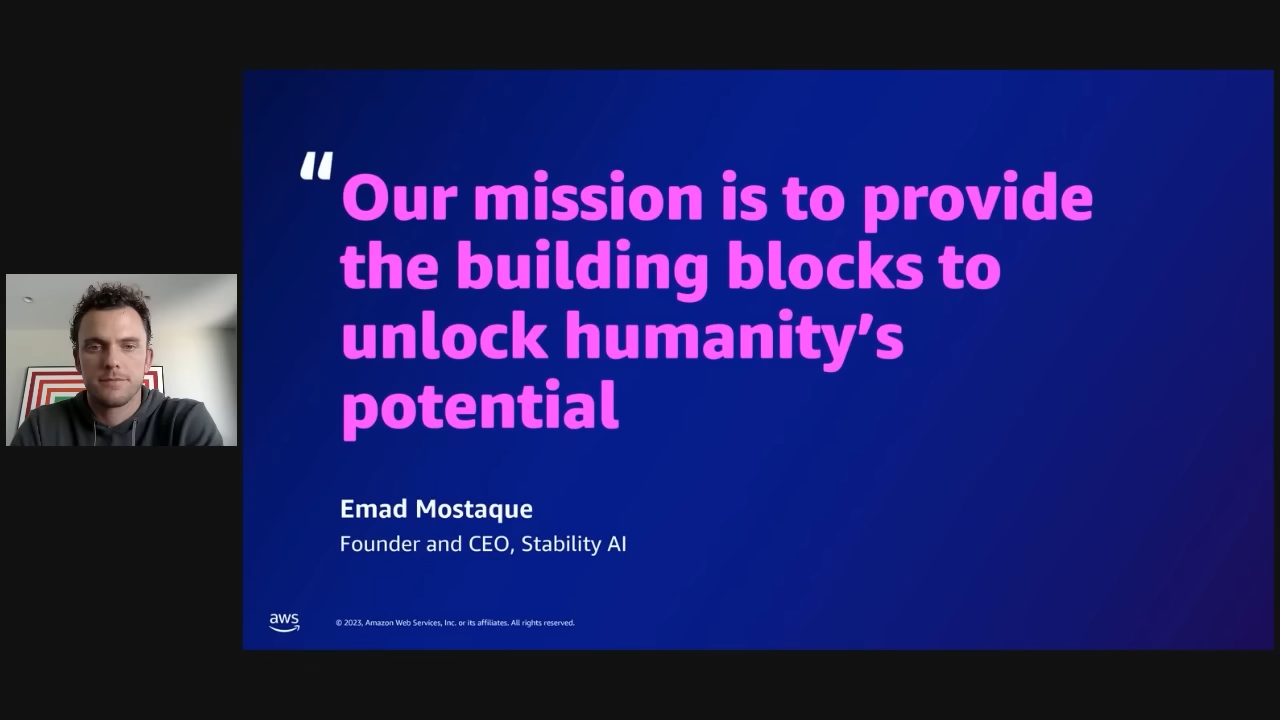 “Our mission is to provide
the building blocks to
unlock humanity’s
potential
Emad Mostaque
Founder and CEO, Stability AI
aws
© 2023, Amazon Web Services, Inc. or its affiliates. All rights reserved.